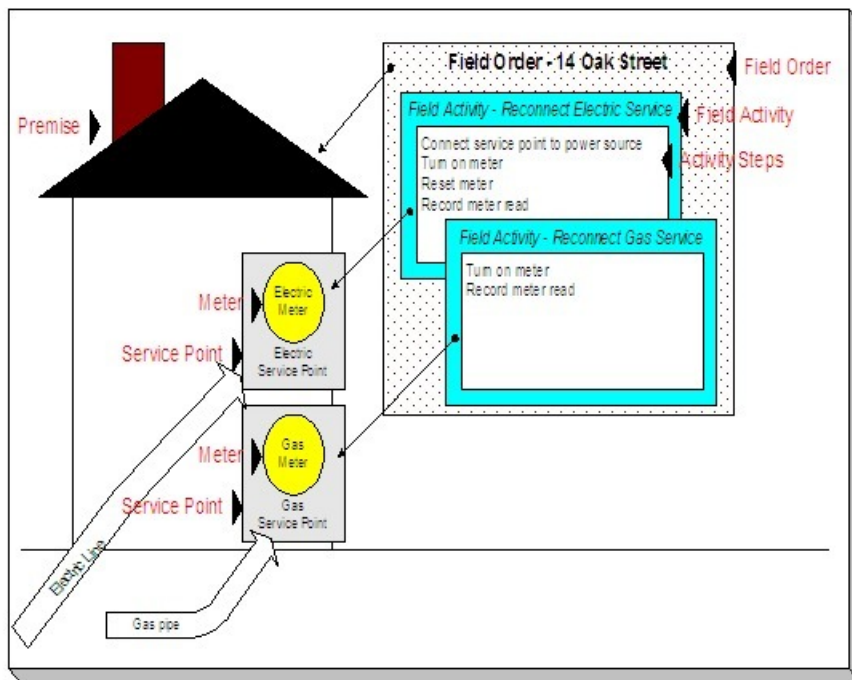 Field Order - 14 Oak Street
Field Order
Premise
Field Activity - Reconnect Electric Service
Field Activity
Connect service point to power source
Turn on meter
Reset meter
Record meter read
Activity Steps
Field Activity - Reconnect Gas Service
Turn on meter
Record meter read
Meter
Electric
Meter
Service Point
Electric
Service Point
Meter
Gas
Meter
Service Point
Gas
Service Point
Electric Line
Gas pipe